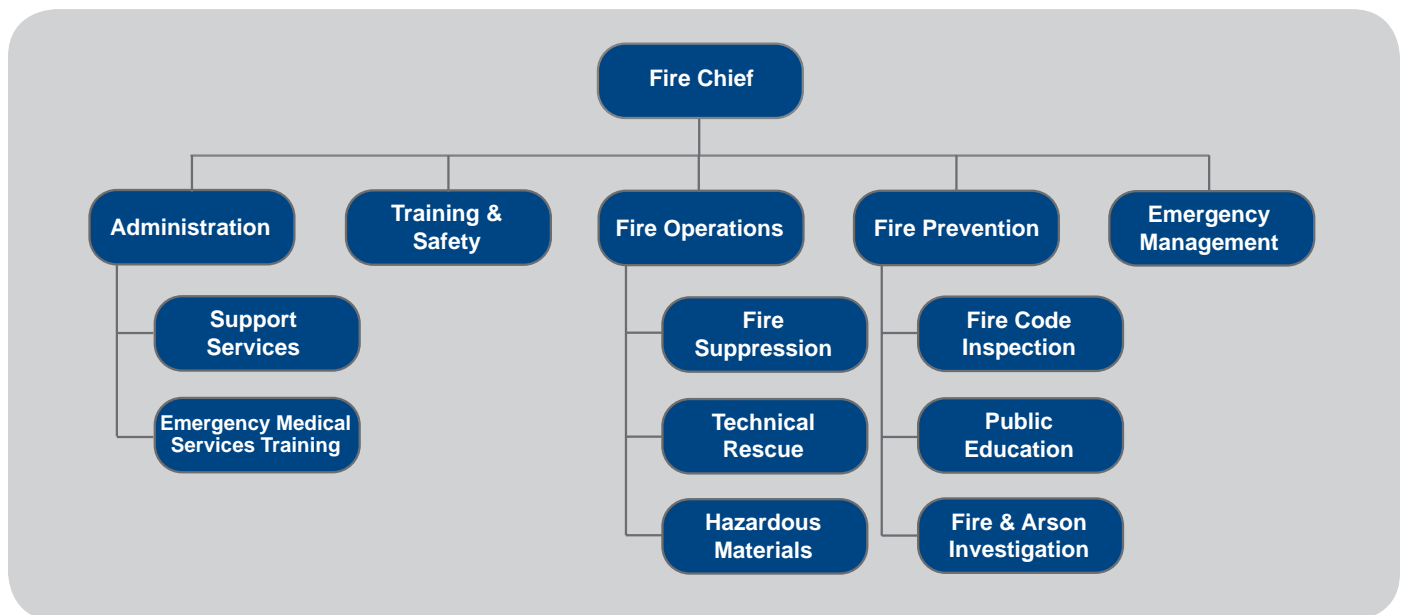 Fire Chief
Administration
Training &
Safety
Fire Operations
Fire Prevention
Emergency
Management
Support
Services
Emergency Medical
Services Training
Fire
Suppression
Technical
Rescue
Hazardous
Materials
Fire Code
Inspection
Public
Education
Fire & Arson
Investigation